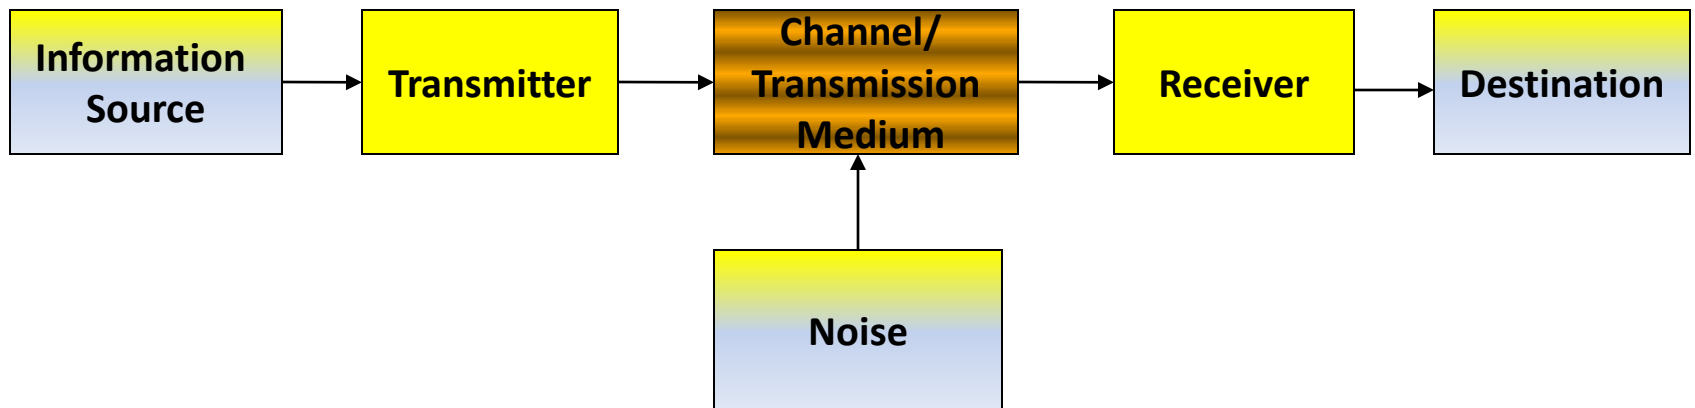 Information
Source
Transmitter
Channel/
Transmission
Medium
Receiver
Destination
Noise